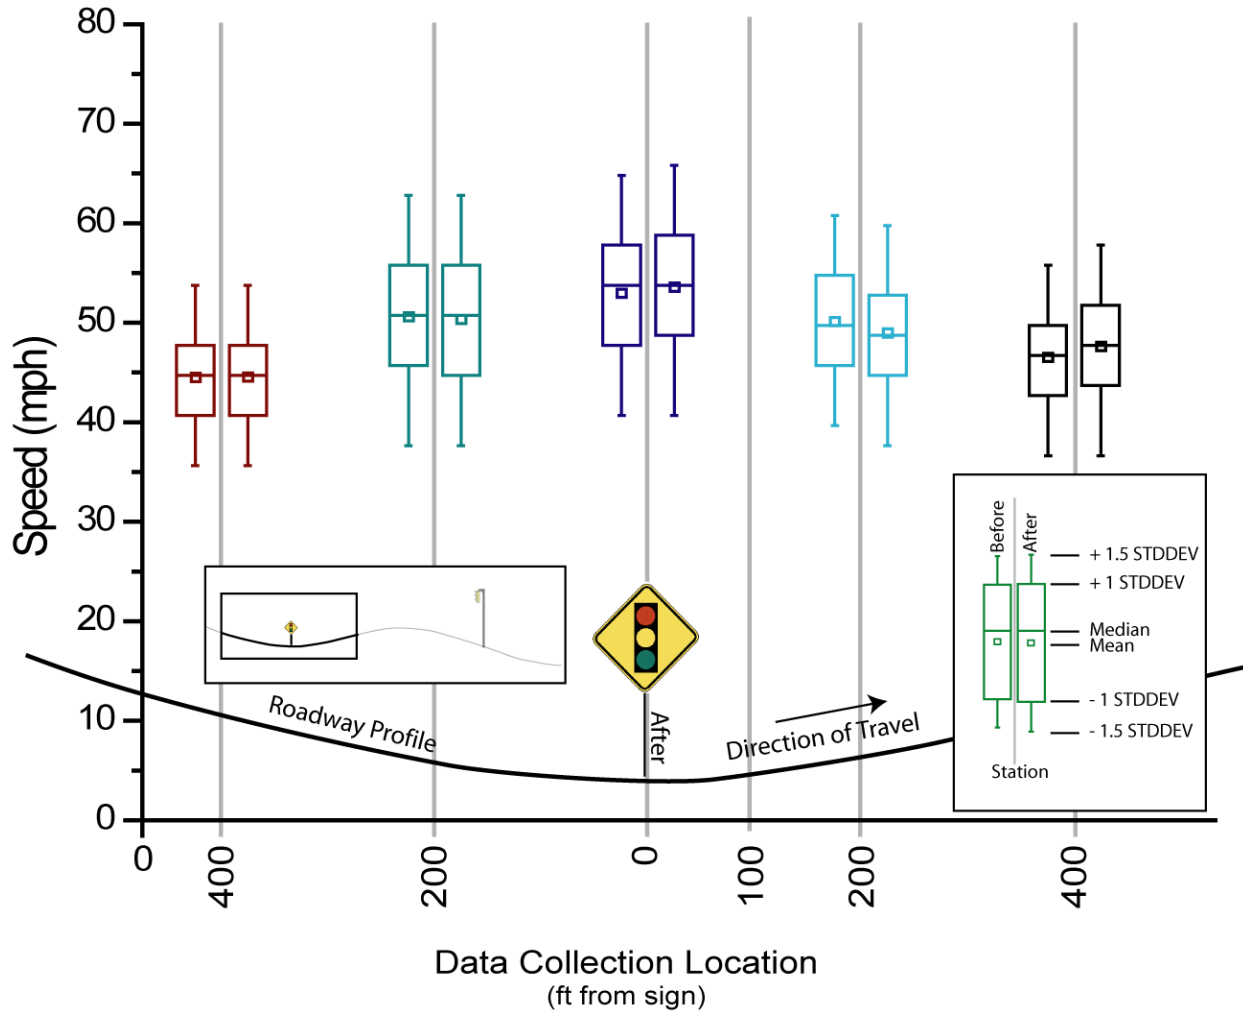 80
70
60
50
40
30
20
10
0
Speed (mph)
Roadway Profile
After
Direction of Travel
Before
After
+ 1.5 STDDEV
+ 1 STDDEV
Median
Mean
- 1 STDDEV
- 1.5 STDDEV
Station
0
400
200
0
100
200
400
Data Collection Location
(ft from sign)